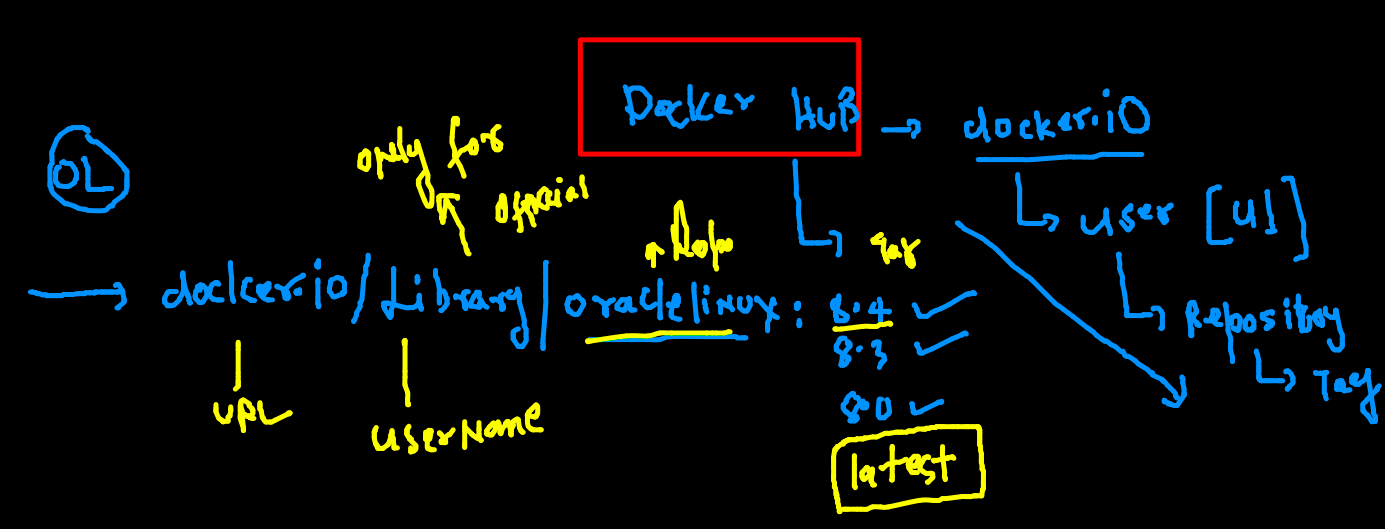 Docker HUB → docker.io
only for
official
OL
user [U1]
Repo
Tag
→ docker.io/Library/oraclelinux: 8.4 ✓
8.3 ✓
Repository
Tag
8.0 ✓
URL
userName
latest